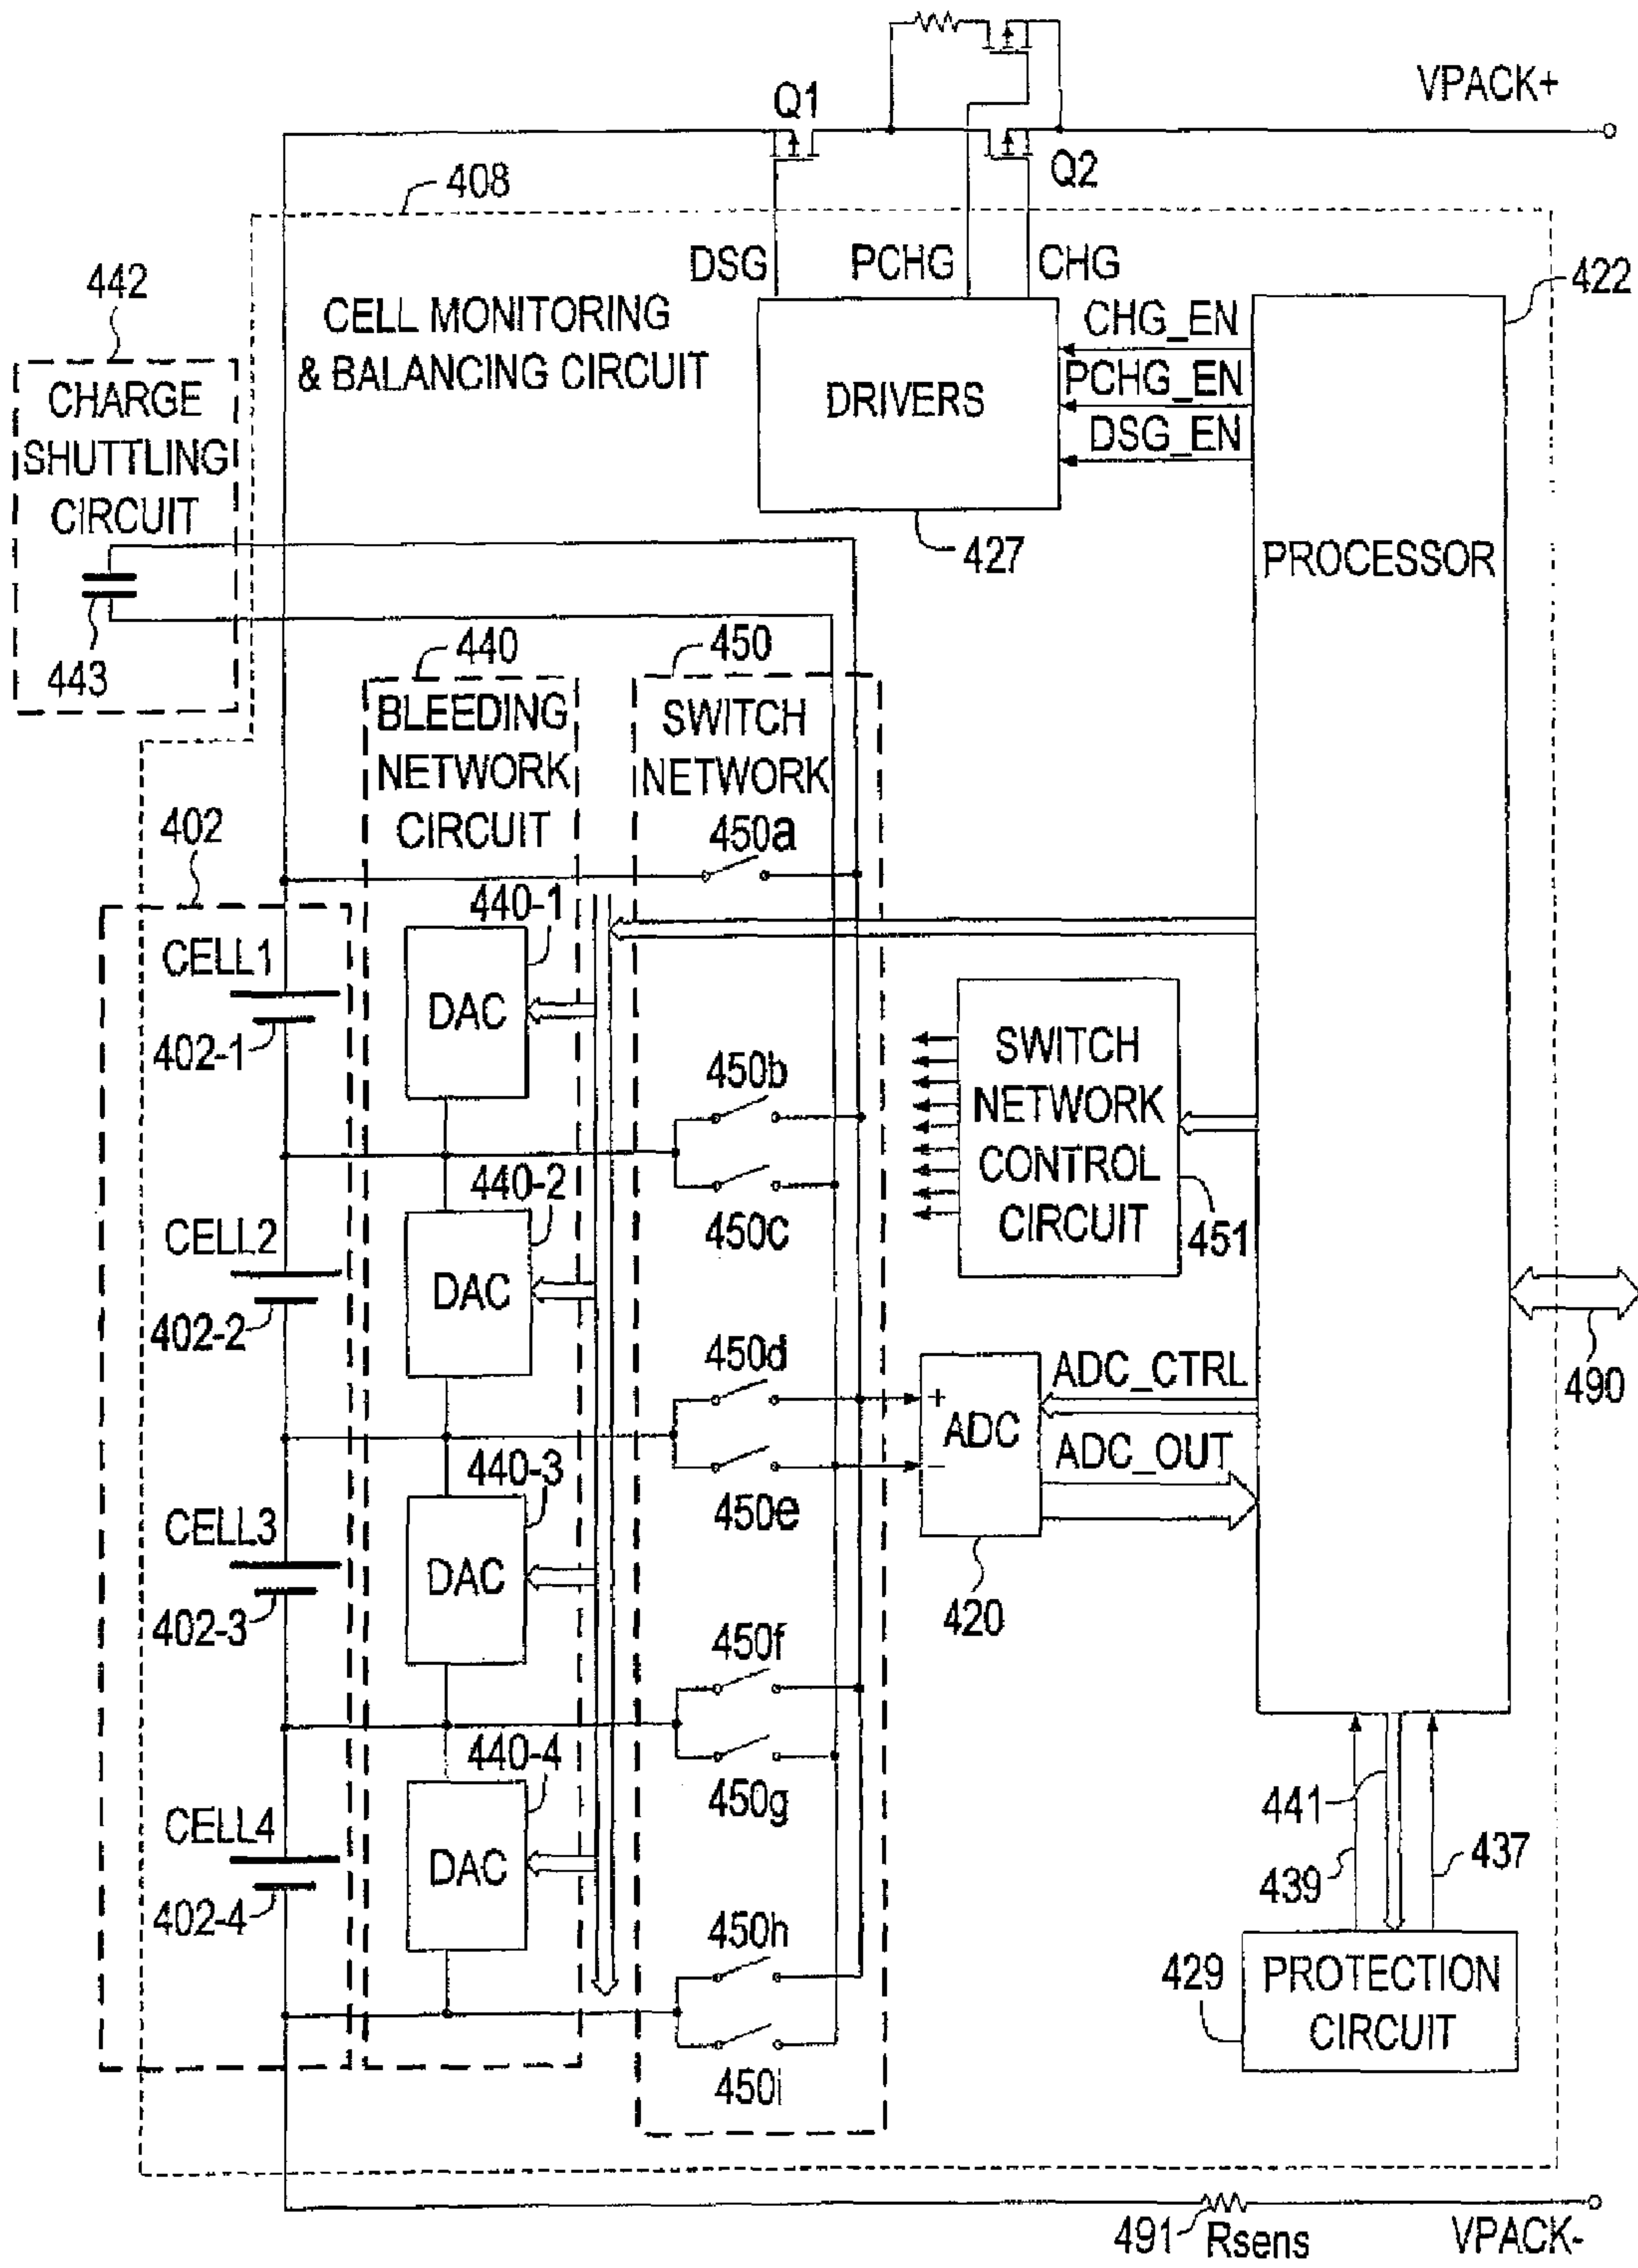 VPACK+
Q1
Q2
408
DSG
PCHG
CHG
422
442
CELL MONITORING
& BALANCING CIRCUIT
CHG_EN
PCHG_EN
DSG_EN
DRIVERS
CHARGE
SHUTTLING
CIRCUIT
427
PROCESSOR
443
440
450
BLEEDING
NETWORK
CIRCUIT
SWITCH
NETWORK
402
450a
440-1
CELL1
DAC
402-1
SWITCH
NETWORK
CONTROL
CIRCUIT
451
450b
440-2
450c
CELL2
DAC
402-2
490
450d
ADC_CTRL
+
ADC
-
ADC_OUT
440-3
450e
CELL3
DAC
402-3
420
450f
440-4
450g
441
439
437
CELL4
DAC
402-4
450h
429
PROTECTION
CIRCUIT
450i
491
Rsens
VPACK-